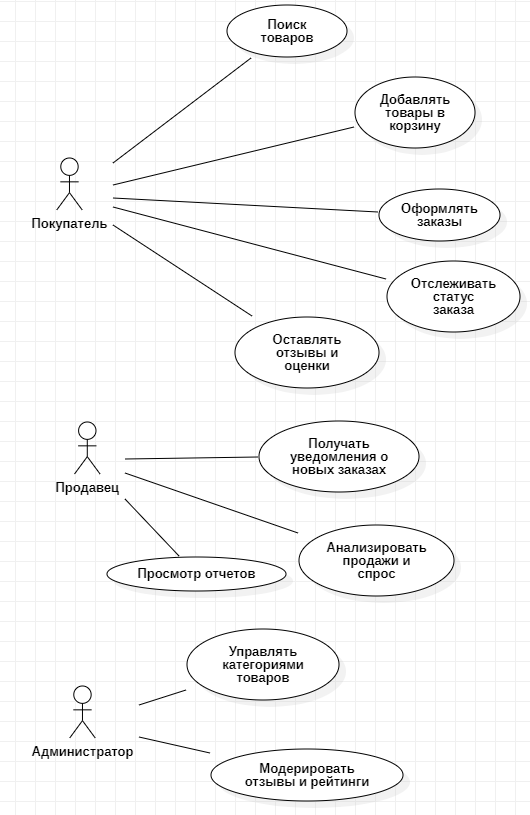 Поиск
товаров
Добавлять
товары в
корзину
Покупатель
Оформлять
заказы
Отслеживать
статус
заказа
Оставлять
отзывы и
оценки
Продавец
Получать
уведомления о
новых заказах
Анализировать
продажи и
спрос
Просмотр отчетов
Управлять
категориями
товаров
Администратор
Модерировать
отзывы и рейтинги